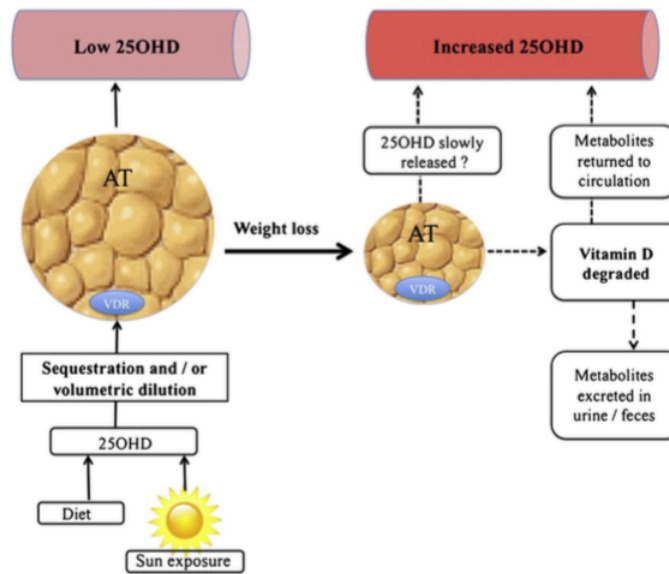 Low 25OHD
Increased 25OHD
25OHD slowly
released ?
Metabolites
returned to
circulation
AT
VDR
Weight loss
AT
VDR
Vitamin D
degraded
Sequestration and / or
volumetric dilution
Metabolites
excreted in
urine / feces
25OHD
Diet
Sun exposure